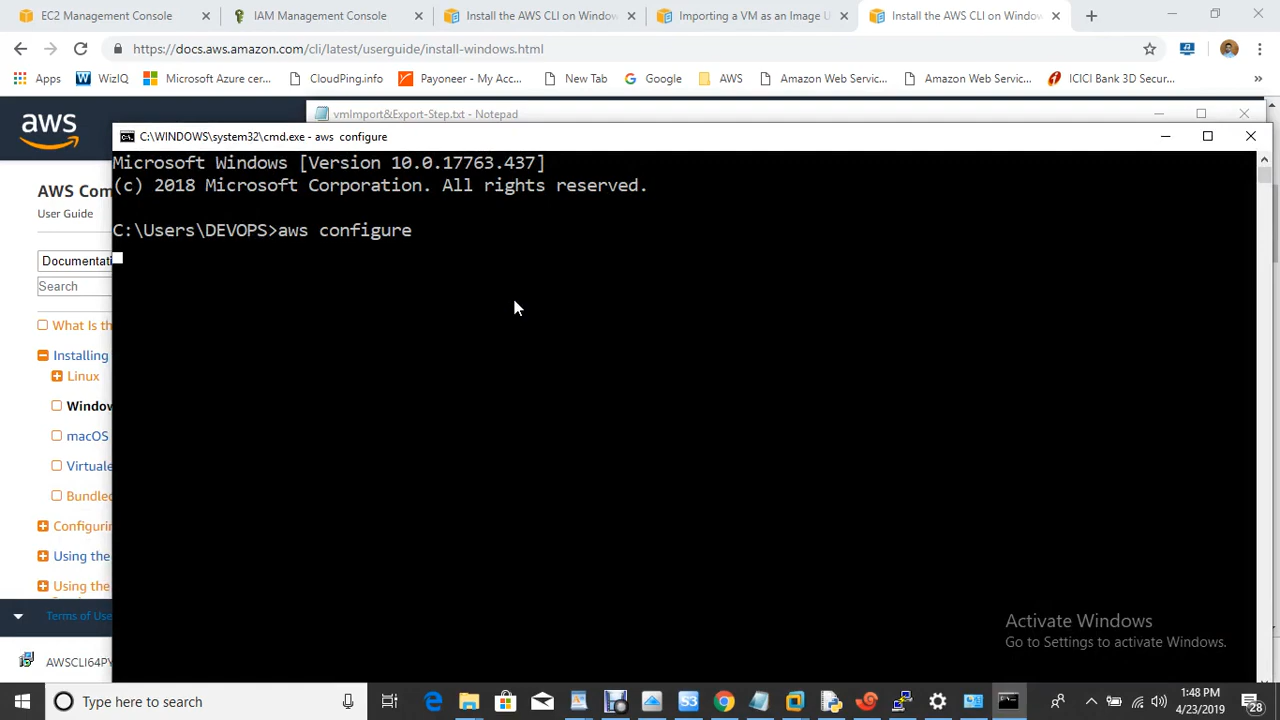 EC2 Management Console
IAM Management Console
Install the AWS CLI on Window
Importing a VM as an Image U
Install the AWS CLI on Window
https://docs.aws.amazon.com/cli/latest/userguide/install-windows.html
Apps
WizIQ
Microsoft Azure cer...
CloudPing.info
Payoneer - My Acc...
New Tab
Google
AWS
Amazon Web Servic...
Amazon Web Servic...
ICICI Bank 3D Secur...
»
aws
vmImport&Export-Step.txt - Notepad
C:\WINDOWS\system32\cmd.exe - aws configure
Microsoft Windows [Version 10.0.17763.437]
(c) 2018 Microsoft Corporation. All rights reserved.
C:\Users\DEVOPS>aws configure
AWS Com
User Guide
Documentati
Search
What Is th
Installing
Linux
Window
macOS
Virtuale
Bundled
Configurin
Using the
Using the
Terms of Use
AWSCLI64PY
Activate Windows
Go to Settings to activate Windows.
Type here to search
S3
1:48 PM
4/23/2019
28